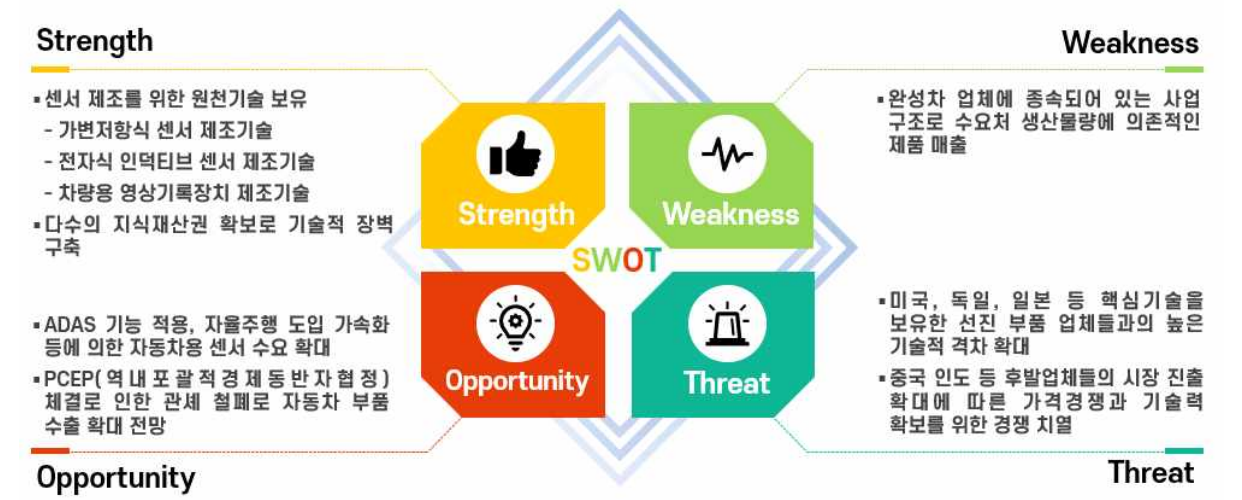 Strength
▪센서 제조를 위한 원천기술 보유
- 가변저항식 센서 제조기술
- 전자식 인덕티브 센서 제조기술
- 차량용 영상기록장치 제조기술
▪다수의 지식재산권 확보로 기술적 장벽
구축
Weakness
▪완성차 업체에 종속되어 있는 사업
구조로 수요처 생산물량에 의존적인
제품 매출
Strength
Weakness
SWOT
Opportunity
Threat
▪ADAS 기능 적용, 자율주행 도입 가속화
등에 의한 자동차용 센서 수요 확대
▪PCEP(역내포괄적경제동반자협정)
체결로 인한 관세 철폐로 자동차 부품
수출 확대 전망
Opportunity
▪미국, 독일, 일본 등 핵심기술을
보유한 선진 부품 업체들과의 높은
기술적 격차 확대
▪중국 인도 등 후발업체들의 시장 진출
확대에 따른 가격경쟁과 기술력
확보를 위한 경쟁 치열
Threat